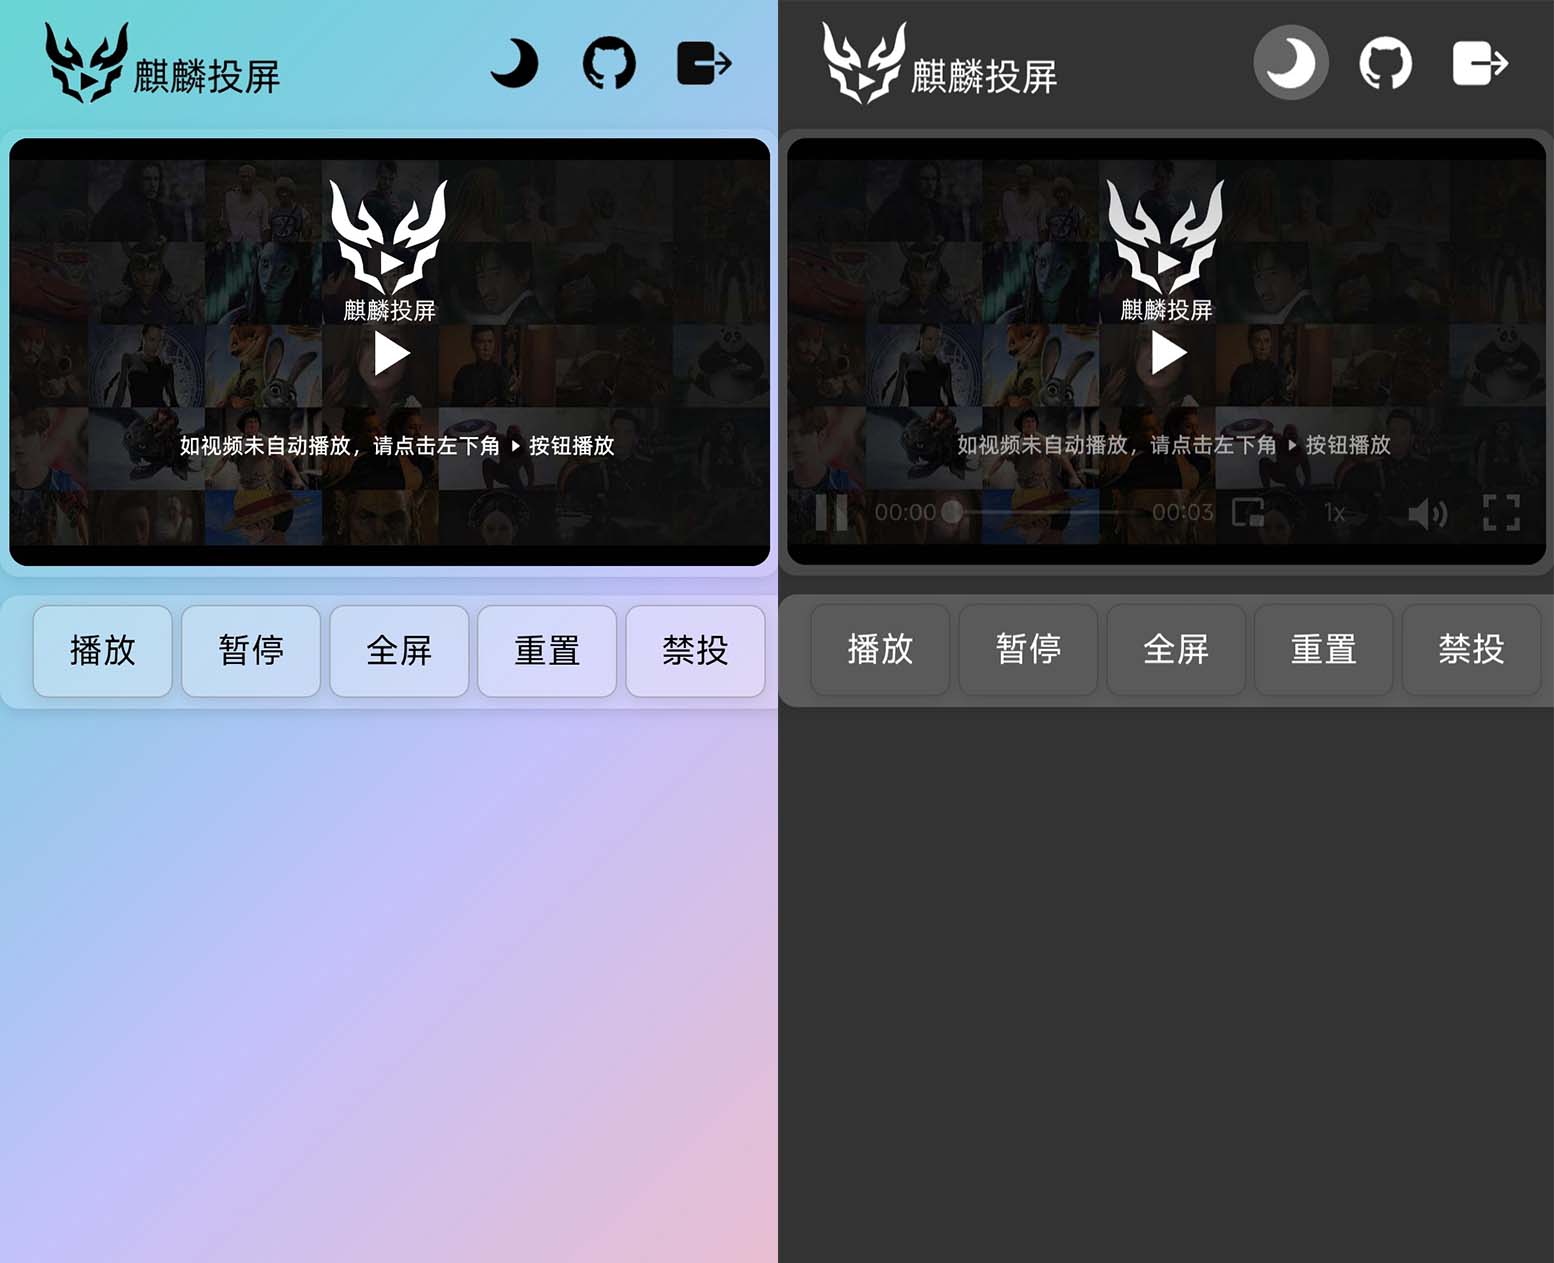 麒麟投屏
麒麟投屏
如视频未自动播放，请点击左下角 ▶ 按钮播放
播放 暂停 全屏 重置 禁投
麒麟投屏
麒麟投屏
如视频未自动播放，请点击左下角 ▶ 按钮播放
00:00 00:03 1x
播放 暂停 全屏 重置 禁投